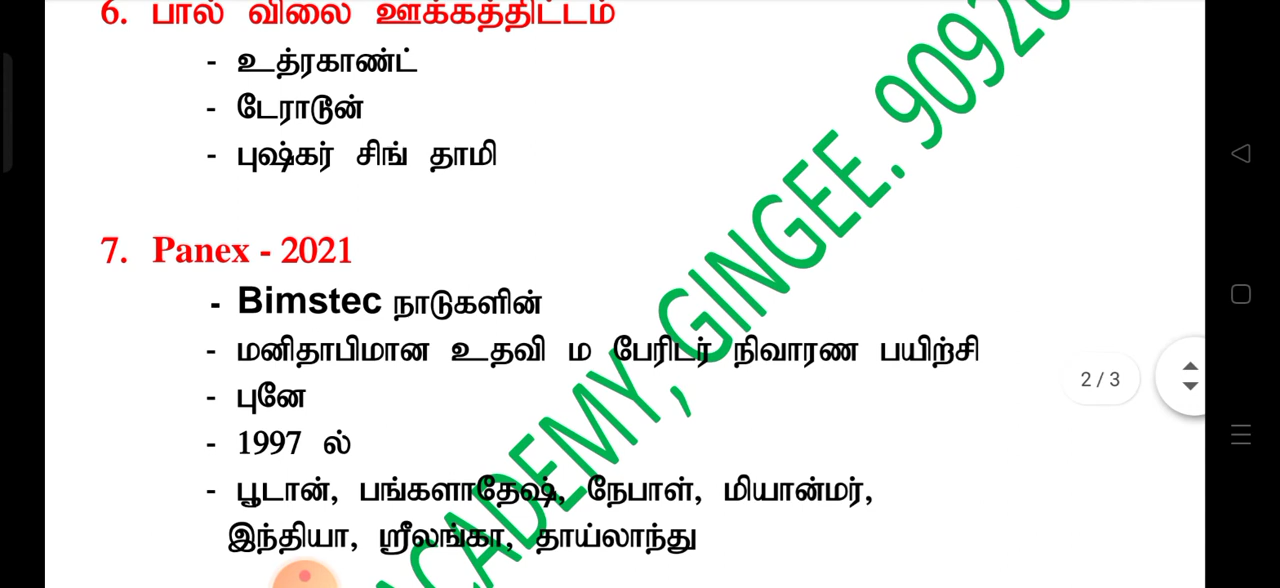 6. பால் விலை ஊக்கத்திட்டம்
- உத்ரகாண்ட்
- டேராடூன்
- புஷ்கர் சிங் தாமி
7. Panex - 2021
- Bimstec நாடுகளின்
- மனிதாபிமான உதவி ம பேரிடர் நிவாரண பயிற்சி
- புனே
- 1997 ல்
- பூடான், பங்களாதேஷ், நேபாள், மியான்மர்,
இந்தியா, ஸ்ரீலங்கா, தாய்லாந்து
ACADEMY, GINGEE. 9092
2 / 3